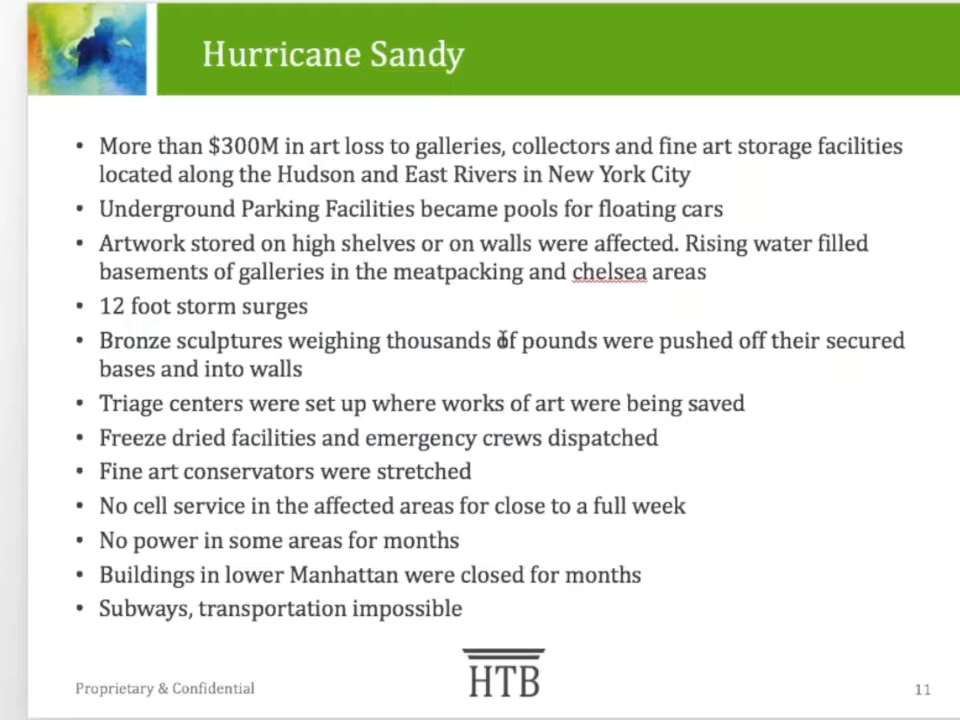 Hurricane Sandy
• More than $300M in art loss to galleries, collectors and fine art storage facilities
located along the Hudson and East Rivers in New York City
• Underground Parking Facilities became pools for floating cars
• Artwork stored on high shelves or on walls were affected. Rising water filled
basements of galleries in the meatpacking and chelsea areas
• 12 foot storm surges
• Bronze sculptures weighing thousands of pounds were pushed off their secured
bases and into walls
• Triage centers were set up where works of art were being saved
• Freeze dried facilities and emergency crews dispatched
• Fine art conservators were stretched
• No cell service in the affected areas for close to a full week
• No power in some areas for months
• Buildings in lower Manhattan were closed for months
• Subways, transportation impossible
Proprietary & Confidential
HTB
11